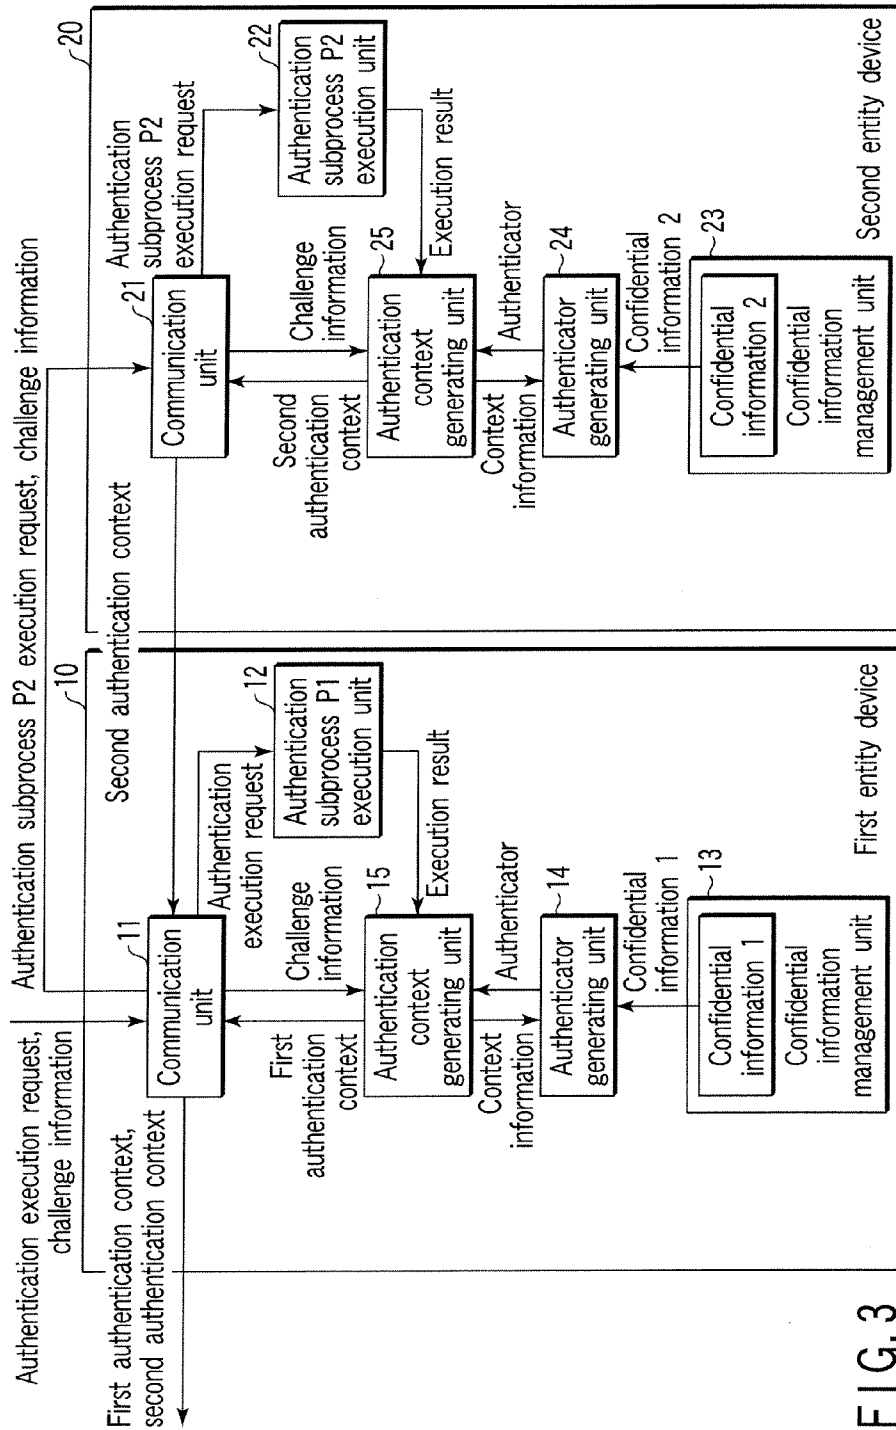 Authentication execution request,
challenge information
Authentication subprocess P2 execution request, challenge information
First authentication context,
second authentication context
Second authentication context
10
11
Communication
unit
Authentication
execution request
12
Authentication
subprocess P1
execution unit
Challenge
information
First
authentication
context
15
Authentication
context
generating unit
Execution result
Context
information
Authenticator
14
Authenticator
generating unit
Confidential
information 1
13
Confidential
information 1
Confidential
information
management unit
First entity device
20
21
Communication
unit
Authentication
subprocess P2
execution request
22
Authentication
subprocess P2
execution unit
Challenge
information
Second
authentication
context
25
Authentication
context
generating unit
Execution result
Context
information
Authenticator
24
Authenticator
generating unit
Confidential
information 2
23
Confidential
information 2
Confidential
information
management unit
Second entity device
FIG. 3